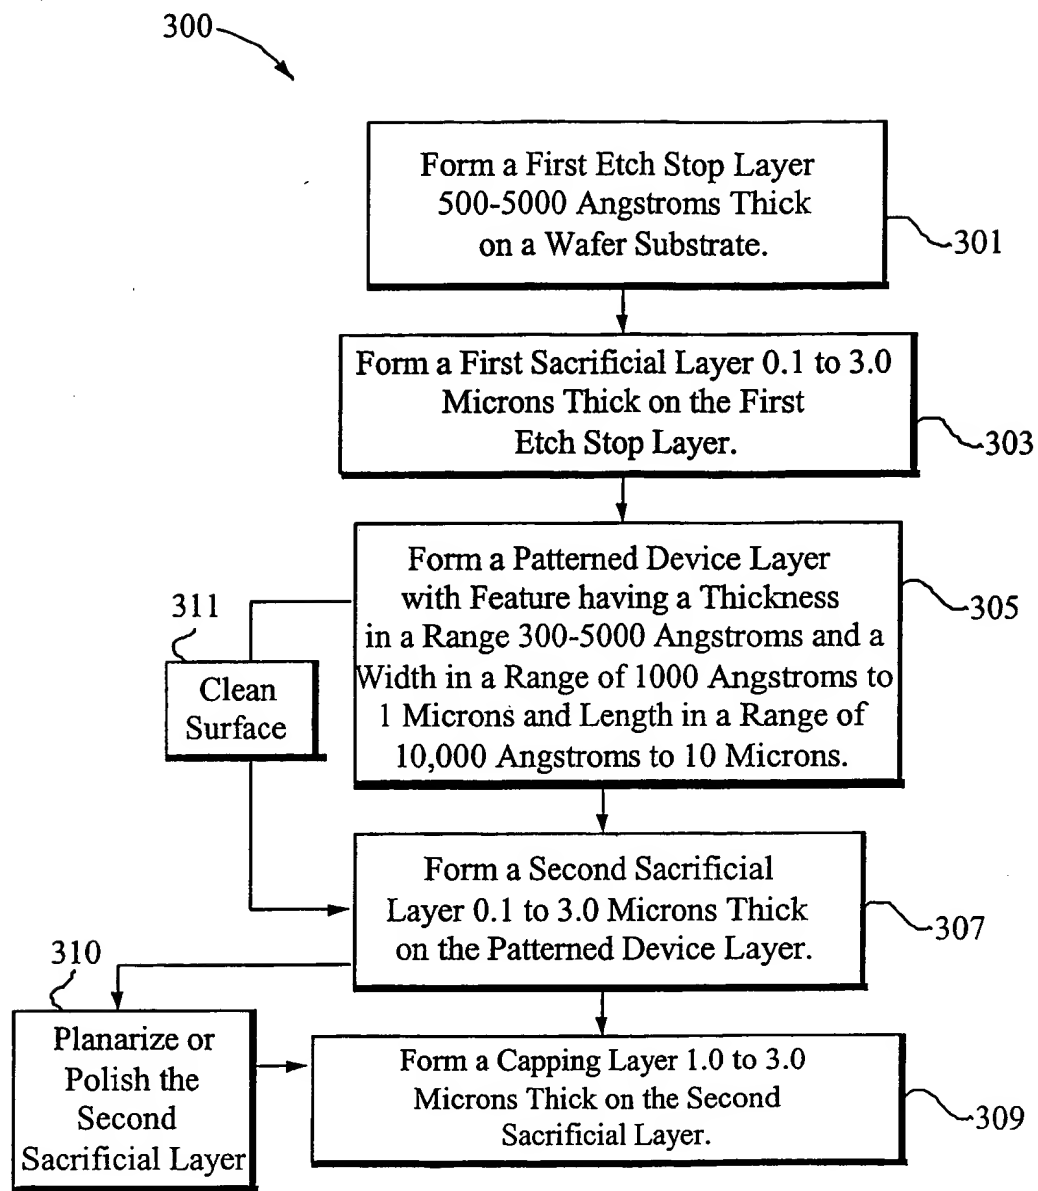 300
Form a First Etch Stop Layer
500-5000 Angstroms Thick
on a Wafer Substrate.
301
Form a First Sacrificial Layer 0.1 to 3.0
Microns Thick on the First
Etch Stop Layer.
303
Form a Patterned Device Layer
with Feature having a Thickness
in a Range 300-5000 Angstroms and a
Width in a Range of 1000 Angstroms to
1 Microns and Length in a Range of
10,000 Angstroms to 10 Microns.
305
311
Clean
Surface
Form a Second Sacrificial
Layer 0.1 to 3.0 Microns Thick
on the Patterned Device Layer.
307
310
Planarize or
Polish the
Second
Sacrificial Layer
Form a Capping Layer 1.0 to 3.0
Microns Thick on the Second
Sacrificial Layer.
309